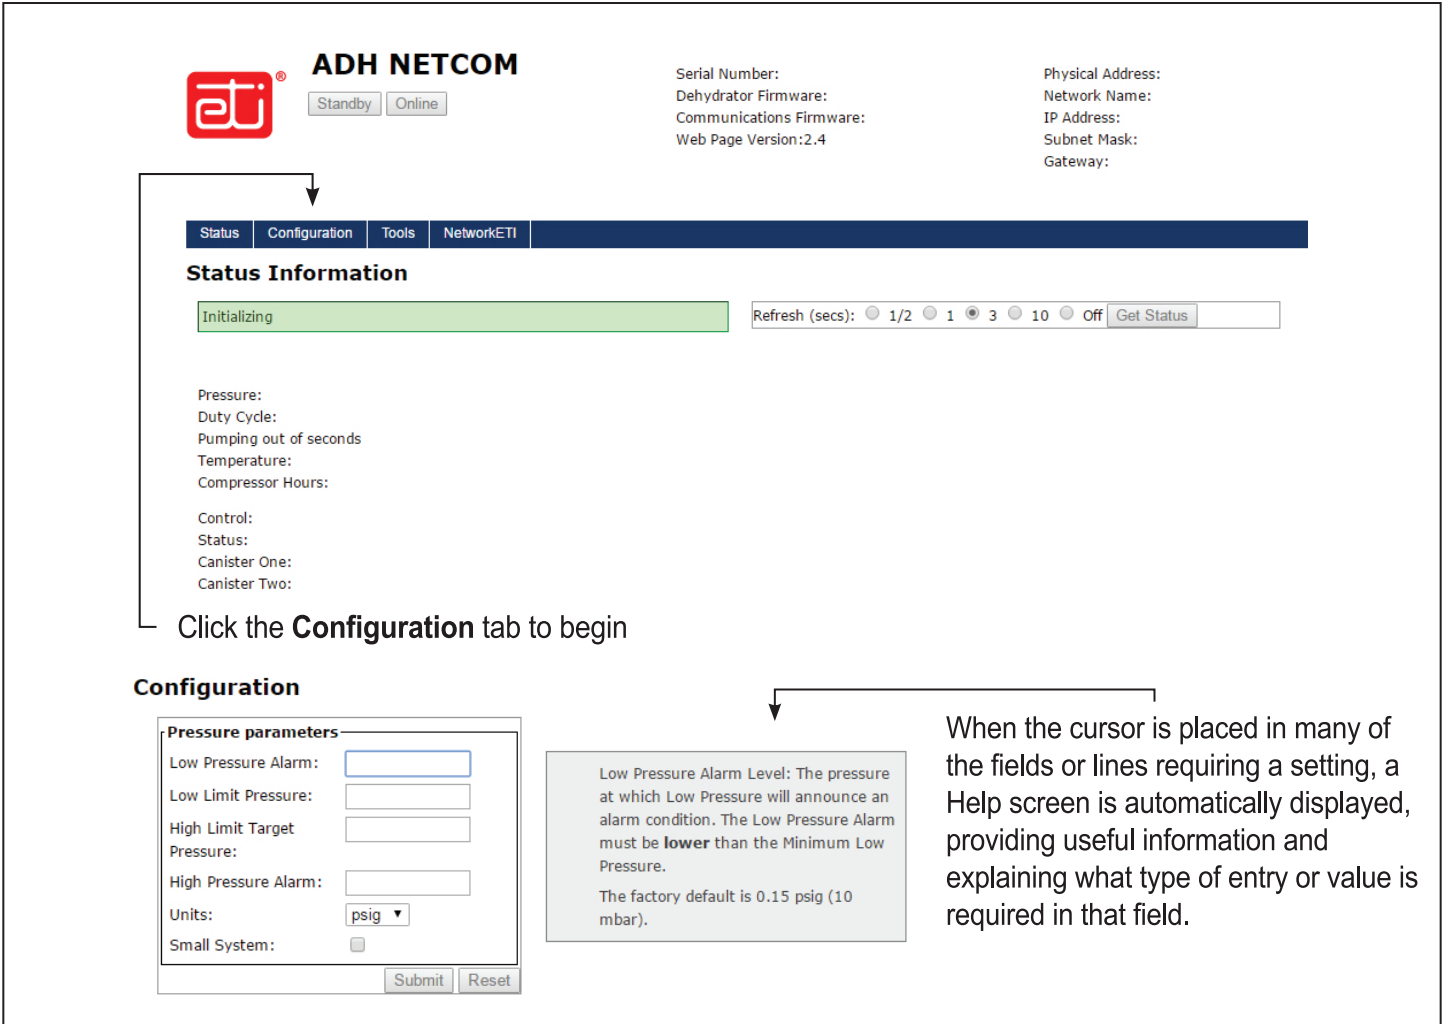 eti®
ADH NETCOM
Standby Online
Serial Number:
Dehydrator Firmware:
Communications Firmware:
Web Page Version:2.4
Physical Address:
Network Name:
IP Address:
Subnet Mask:
Gateway:
Status Configuration Tools NetworkETI
Status Information
Initializing
Refresh (secs): 1/2 1 3 10 Off Get Status
Pressure:
Duty Cycle:
Pumping out of seconds
Temperature:
Compressor Hours:
Control:
Status:
Canister One:
Canister Two:
Click the Configuration tab to begin
Configuration
Pressure parameters
Low Pressure Alarm:
Low Limit Pressure:
High Limit Target
Pressure:
High Pressure Alarm:
Units: psig
Small System:
Submit Reset
Low Pressure Alarm Level: The pressure
at which Low Pressure will announce an
alarm condition. The Low Pressure Alarm
must be lower than the Minimum Low
Pressure.
The factory default is 0.15 psig (10
mbar).
When the cursor is placed in many of
the fields or lines requiring a setting, a
Help screen is automatically displayed,
providing useful information and
explaining what type of entry or value is
required in that field.